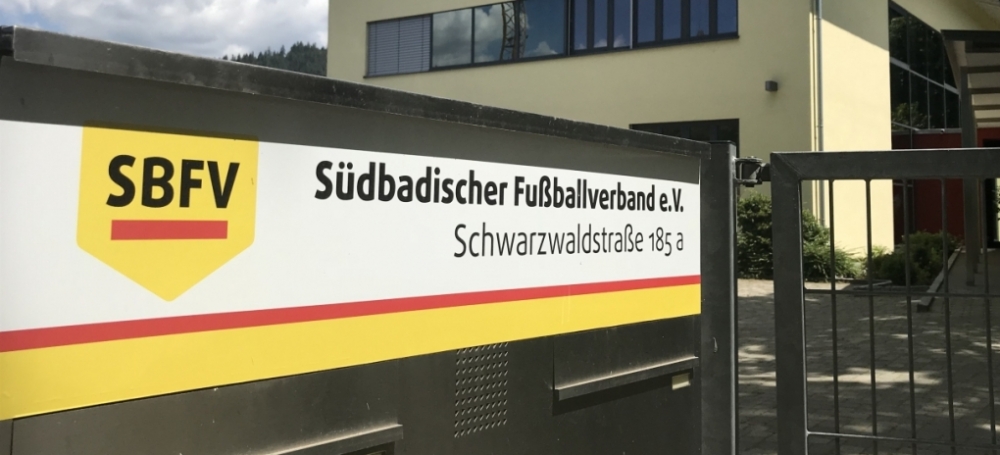 SBFV
Südbadischer Fußballverband e.V.
Schwarzwaldstraße 185 a